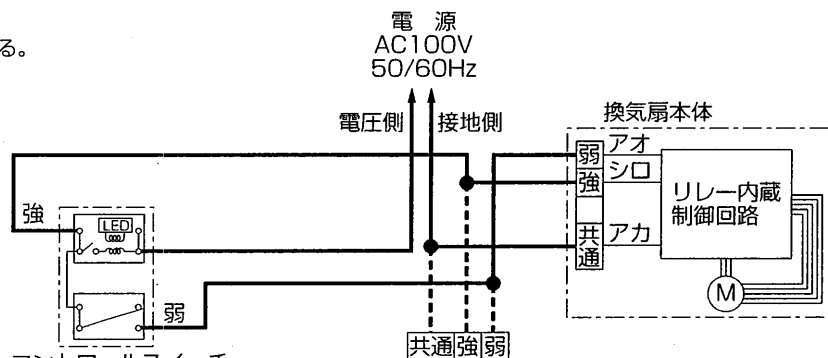 る。
電 源
AC100V
50/60Hz
電圧側
接地側
換気扇本体
弱
アオ
強
シロ
共通
アカ
リレー内蔵
制御回路
M
強
LED
弱
共通
強
弱